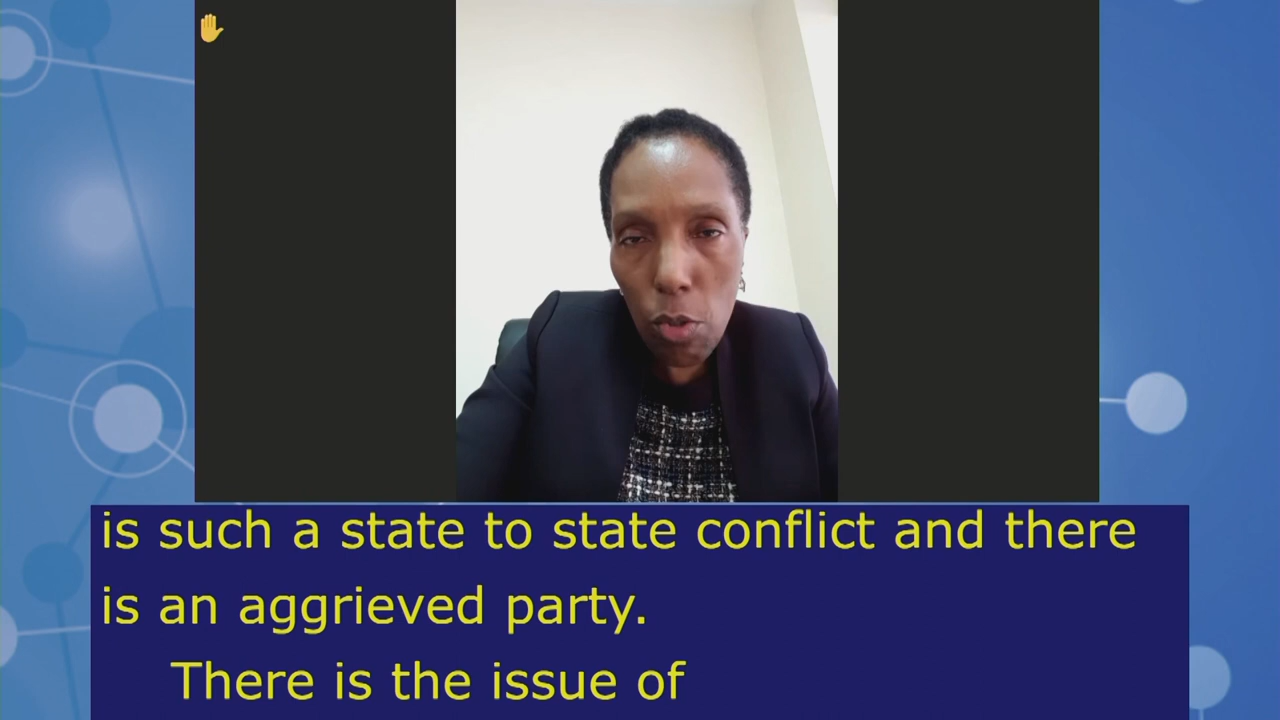 is such a state to state conflict and there
is an aggrieved party.
There is the issue of